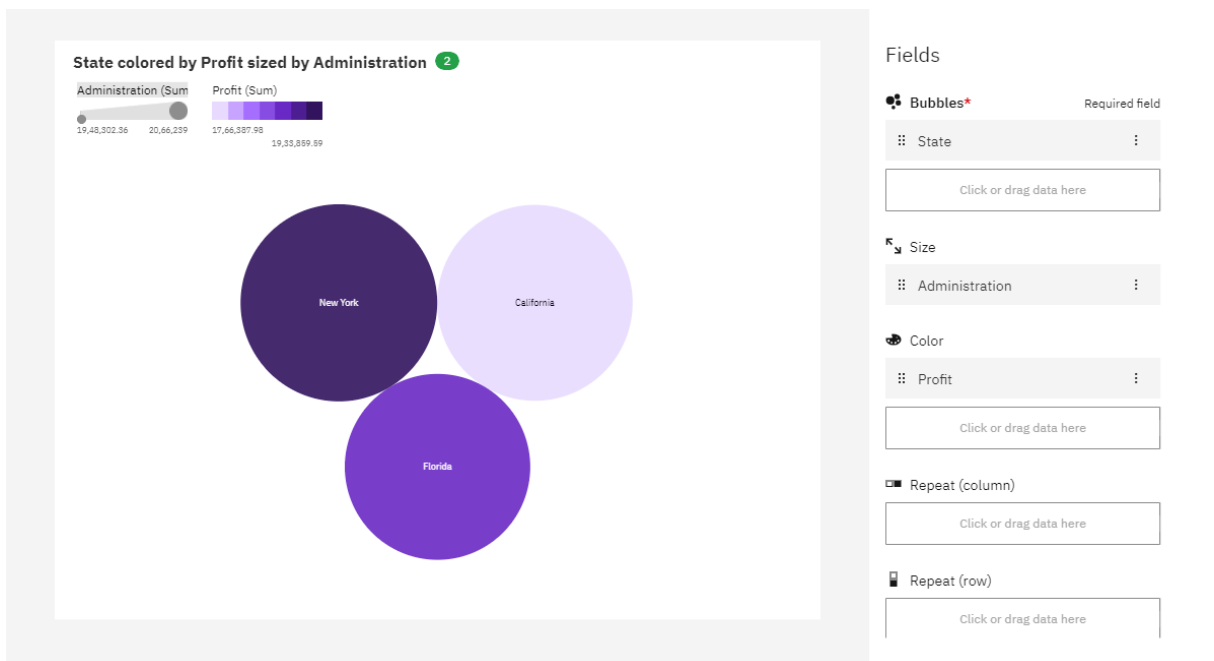 State colored by Profit sized by Administration 2
Administration (Sum
Profit (Sum)
19,48,302.36 20,66,239
17,66,387.98
19,33,859.59
New York
California
Florida
Fields
Bubbles* Required field
State
Click or drag data here
Size
Administration
Color
Profit
Click or drag data here
Repeat (column)
Click or drag data here
Repeat (row)
Click or drag data here